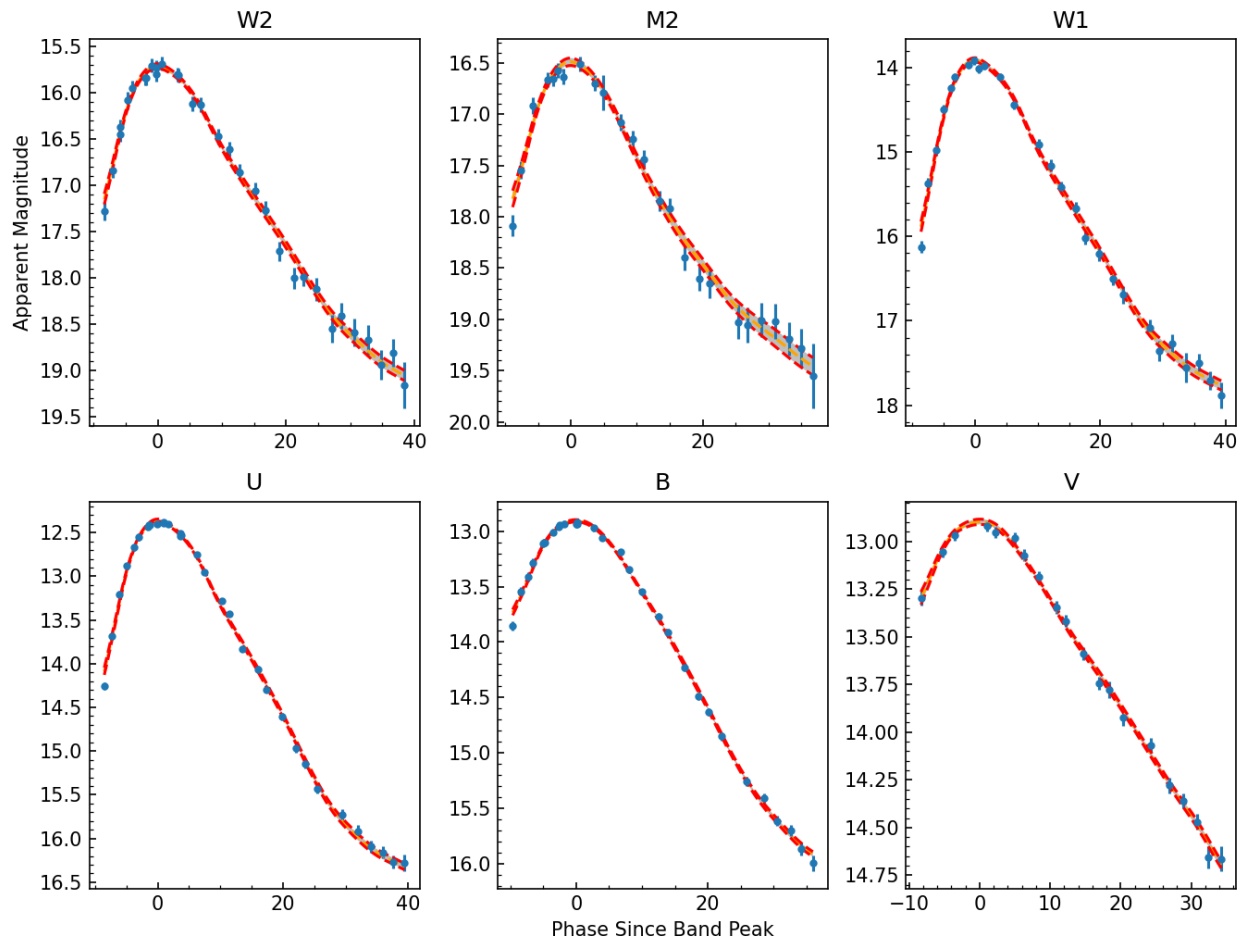 W2 M2 W1
15.5 16.0 16.5 17.0 17.5 18.0 18.5 19.0 19.5
Apparent Magnitude
0 20 40
16.5 17.0 17.5 18.0 18.5 19.0 19.5 20.0
0 20
14 15 16 17 18
0 20 40
U B V
12.5 13.0 13.5 14.0 14.5 15.0 15.5 16.0 16.5
0 20 40
13.0 13.5 14.0 14.5 15.0 15.5 16.0
0 20
13.00 13.25 13.50 13.75 14.00 14.25 14.50 14.75
−10 0 10 20 30
Phase Since Band Peak